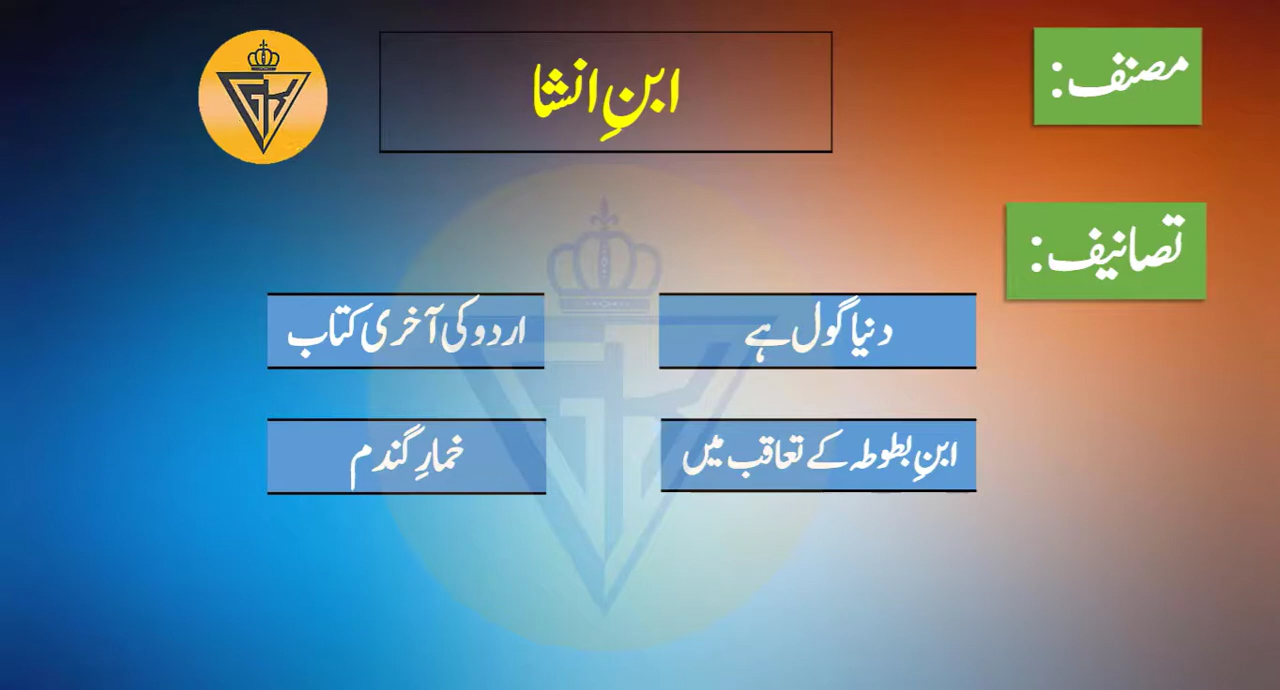 مصنف:
ابنِ انشا
تصانیف:
دنیا گول ہے
اردو کی آخری کتاب
ابنِ بطوطہ کے تعاقب میں
خمارِ گندم